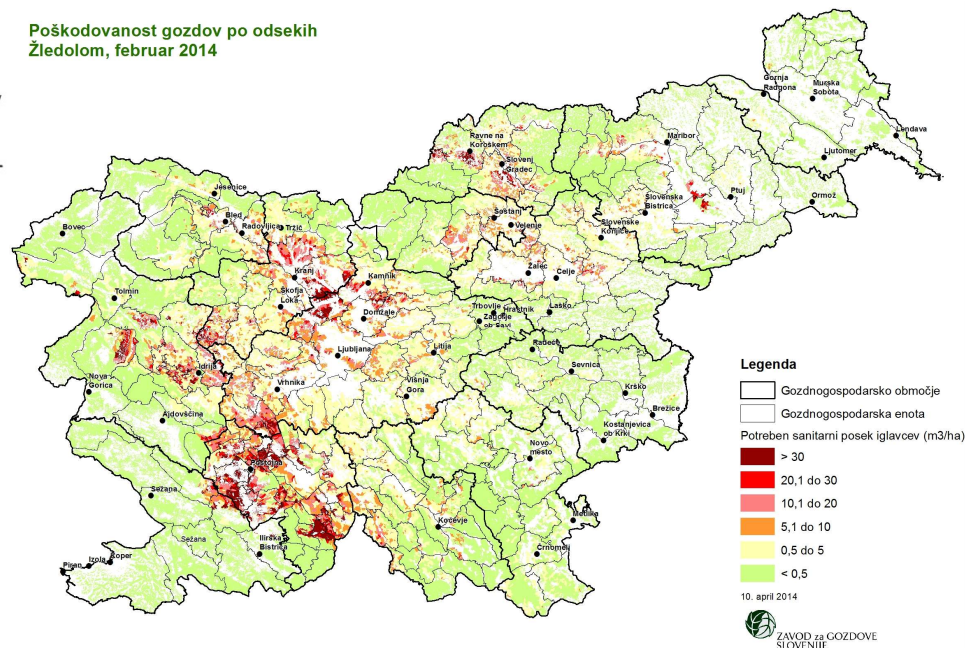 Poškodovanost gozdov po odsekih
Žledolom, februar 2014
Gornja
Radgona
Murska
Sobota
Lendava
Ljutomer
Ormož
Maribor
Ptuj
Ravne na
Koroškem
Slovenj
Gradec
Slovenska
Bistrica
Slovenske
Konjice
Šoštanj
Velenje
Jesenice
Bled
Radovljica
Tržič
Bovec
Kranj
Kamnik
Žalec
Celje
Tolmin
Škofja
Loka
Domžale
Trbovlje
Hrastnik
Zagorje
ob Savi
Laško
Ljubljana
Litija
Radeče
Sevnica
Idrija
Nova
Gorica
Vrhnika
Višnja
Gora
Krško
Brežice
Ajdovščina
Kostanjevica
ob Krki
Novo
mesto
Postojna
Sežana
Metlika
Kočevje
Sežana
Ilirska
Bistrica
Črnomelj
Koper
Izola
Piran
Legenda
Gozdnogospodarsko območje
Gozdnogospodarska enota
Potreben sanitarni posek iglavcev (m3/ha)
> 30
20,1 do 30
10,1 do 20
5,1 do 10
0,5 do 5
< 0,5
10. april 2014
ZAVOD za GOZDOVE
SLOVENIJE